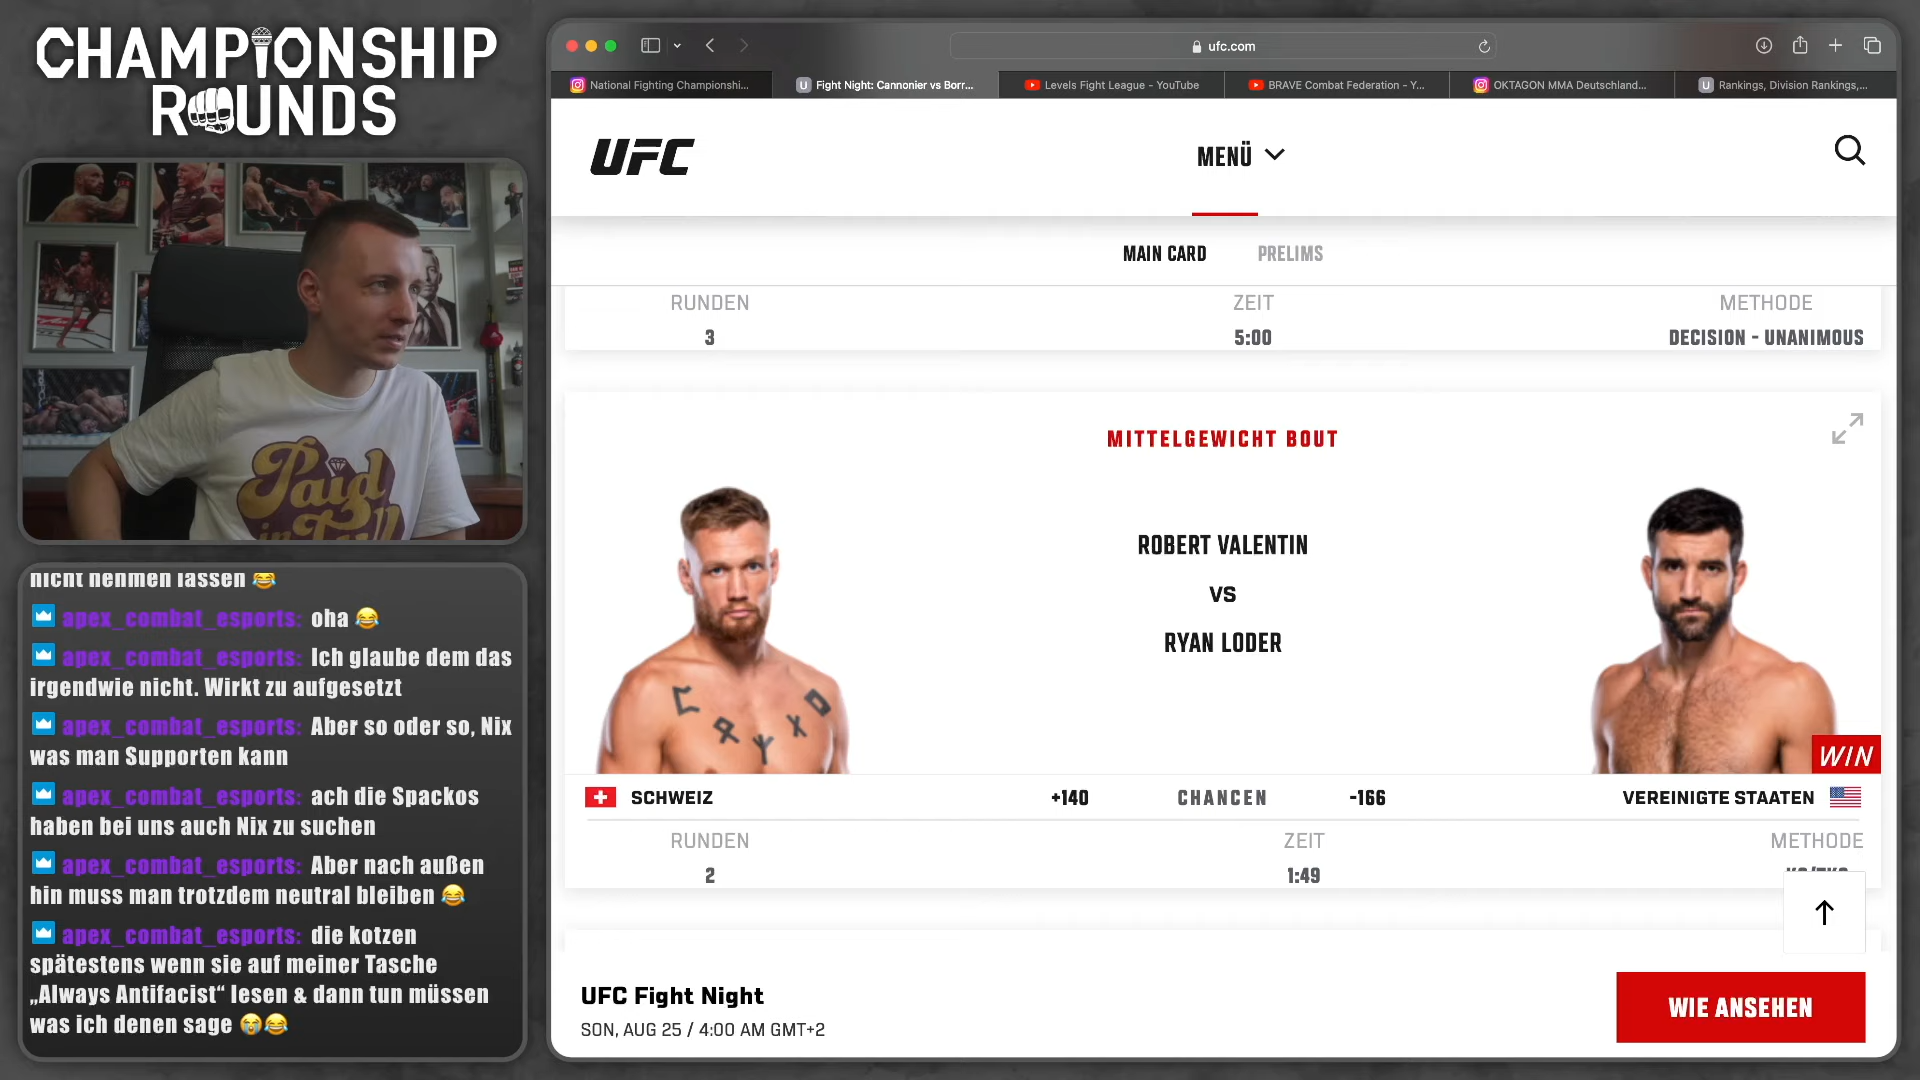 CHAMPIONSHIP
ROUNDS
Paid
in Full
nicht nehmen lassen 😂
apex_combat_esports: oha 😂
apex_combat_esports: Ich glaube dem das
irgendwie nicht. Wirkt zu aufgesetzt
apex_combat_esports: Aber so oder so, Nix
was man Supporten kann
apex_combat_esports: ach die Spackos
haben bei uns auch Nix zu suchen
apex_combat_esports: Aber nach außen
hin muss man trotzdem neutral bleiben 😂
apex_combat_esports: die kotzen
spätestens wenn sie auf meiner Tasche
„Always Antifacist“ lesen & dann tun müssen
was ich denen sage 😭😂
ufc.com
National Fighting Championshi...
Fight Night: Cannonier vs Borr...
Levels Fight League - YouTube
BRAVE Combat Federation - Y...
OKTAGON MMA Deutschland...
Rankings, Division Rankings,...
UFC
MENÜ
MAIN CARD
PRELIMS
RUNDEN
ZEIT
METHODE
3
5:00
DECISION - UNANIMOUS
MITTELGEWICHT BOUT
ROBERT VALENTIN
VS
RYAN LODER
WIN
SCHWEIZ
+140
CHANCEN
-166
VEREINIGTE STAATEN
RUNDEN
ZEIT
METHODE
2
1:49
UFC Fight Night
SON, AUG 25 / 4:00 AM GMT+2
WIE ANSEHEN